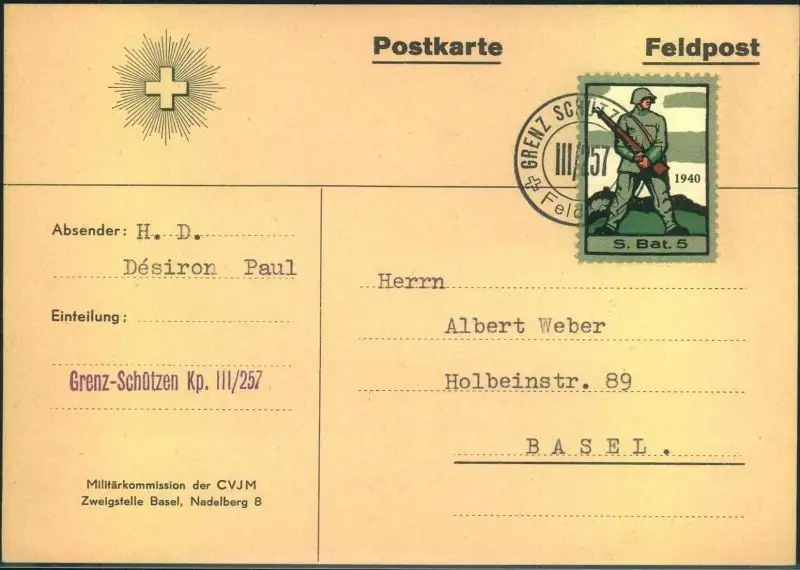 Postkarte
Feldpost
GRENZ SCHÜTZ
III/257
Feld
1940
S. Bat. 5
Absender: H. D.
Désiron Paul
Einteilung:
Grenz-Schützen Kp. III/257
Militärkommission der CVJM
Zweigstelle Basel, Nadelberg 8
Herrn
Albert Weber
Holbeinstr. 89
BASEL.